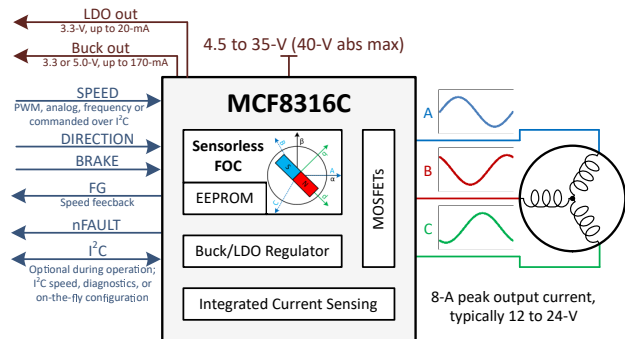 LDO out
3.3-V, up to 20-mA
Buck out
3.3 or 5.0-V, up to 170-mA
4.5 to 35-V (40-V abs max)
SPEED
PWM, analog, frequency or
commanded over I²C
DIRECTION
BRAKE
FG
Speed feecback
nFAULT
I²C
Optional during operation;
I²C speed, diagnostics, or
on-the-fly configuration
MCF8316C
Sensorless
FOC
EEPROM
β
A
α
S
MOSFETs
Buck/LDO Regulator
Integrated Current Sensing
A
B
C
8-A peak output current,
typically 12 to 24-V